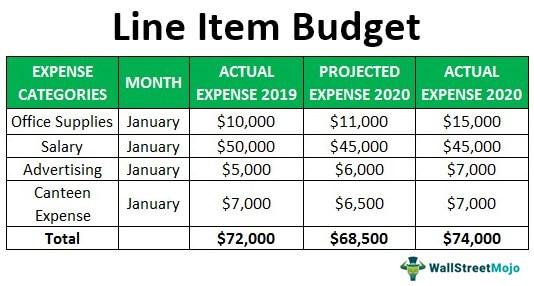 Line Item Budget
EXPENSE CATEGORIES MONTH ACTUAL EXPENSE 2019 PROJECTED EXPENSE 2020 ACTUAL EXPENSE 2020
Office Supplies January $10,000 $11,000 $15,000
Salary January $50,000 $45,000 $45,000
Advertising January $5,000 $6,000 $7,000
Canteen Expense January $7,000 $6,500 $7,000
Total $72,000 $68,500 $74,000
WallStreetMojo